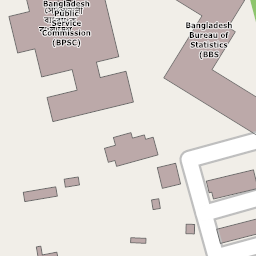 Bangladesh
Public
Service
Commission
(BPSC)
Bangladesh
Bureau of
Statistics
(BBS